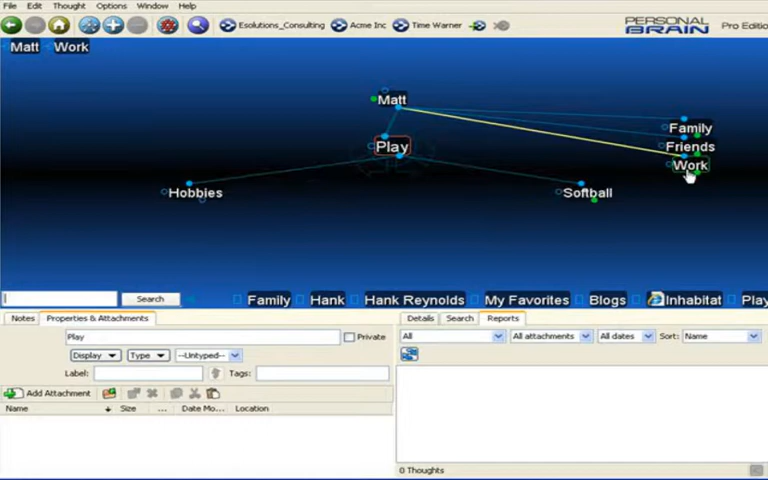 File Edit Thought Options Window Help
Esolutions_Consulting Acme Inc Time Warner
PERSONAL
BRAIN Pro Edition
Matt Work
Matt
Family
Play Friends
Work
Hobbies Softball
Search Family Hank Hank Reynolds My Favorites Blogs Inhabitat Play
Notes Properties & Attachments Details Search Reports
Play Private All All attachments All dates Sort: Name
Display Type --Untyped--
Label: Tags:
Add Attachment
Name Size ... Date Mo... Location
0 Thoughts